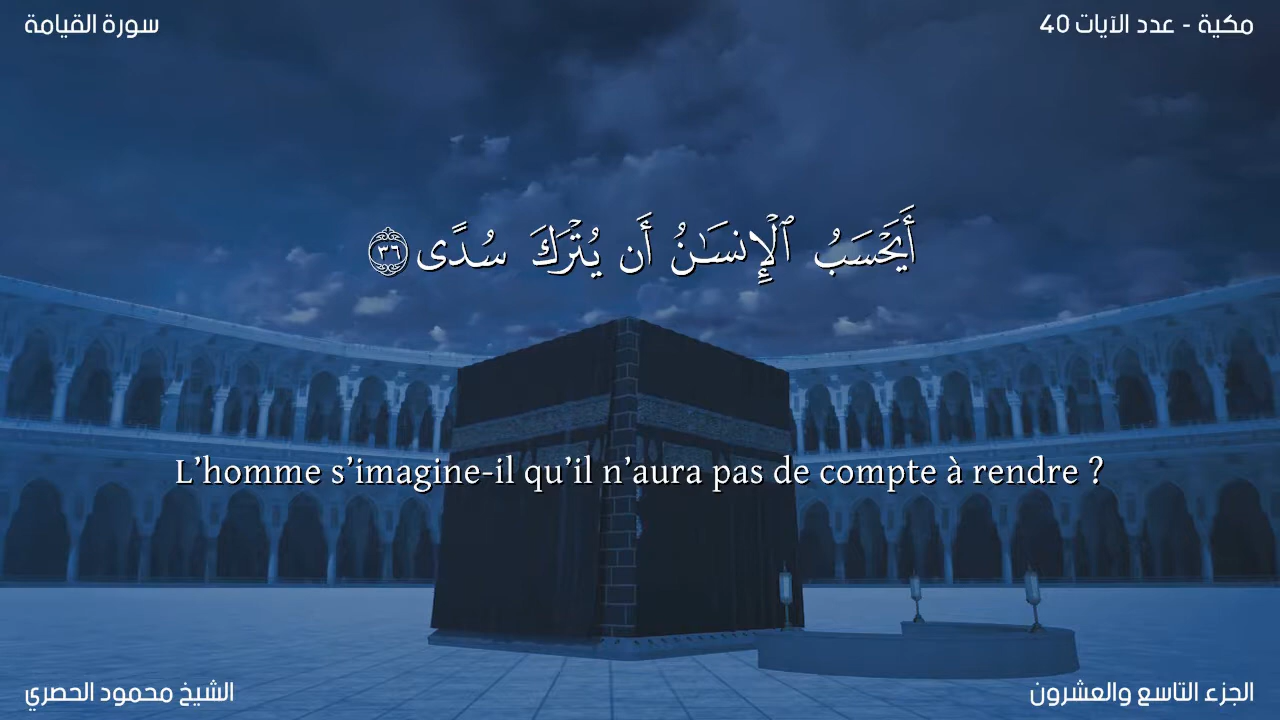 سورة القيامة
مكية - عدد الآيات 40
أَيَحْسَبُ ٱلْإِنسَـٰنُ أَن يُتْرَكَ سُدًى ٣٦
L’homme s’imagine-il qu’il n’aura pas de compte à rendre ?
الشيخ محمود الحصري
الجزء التاسع والعشرون